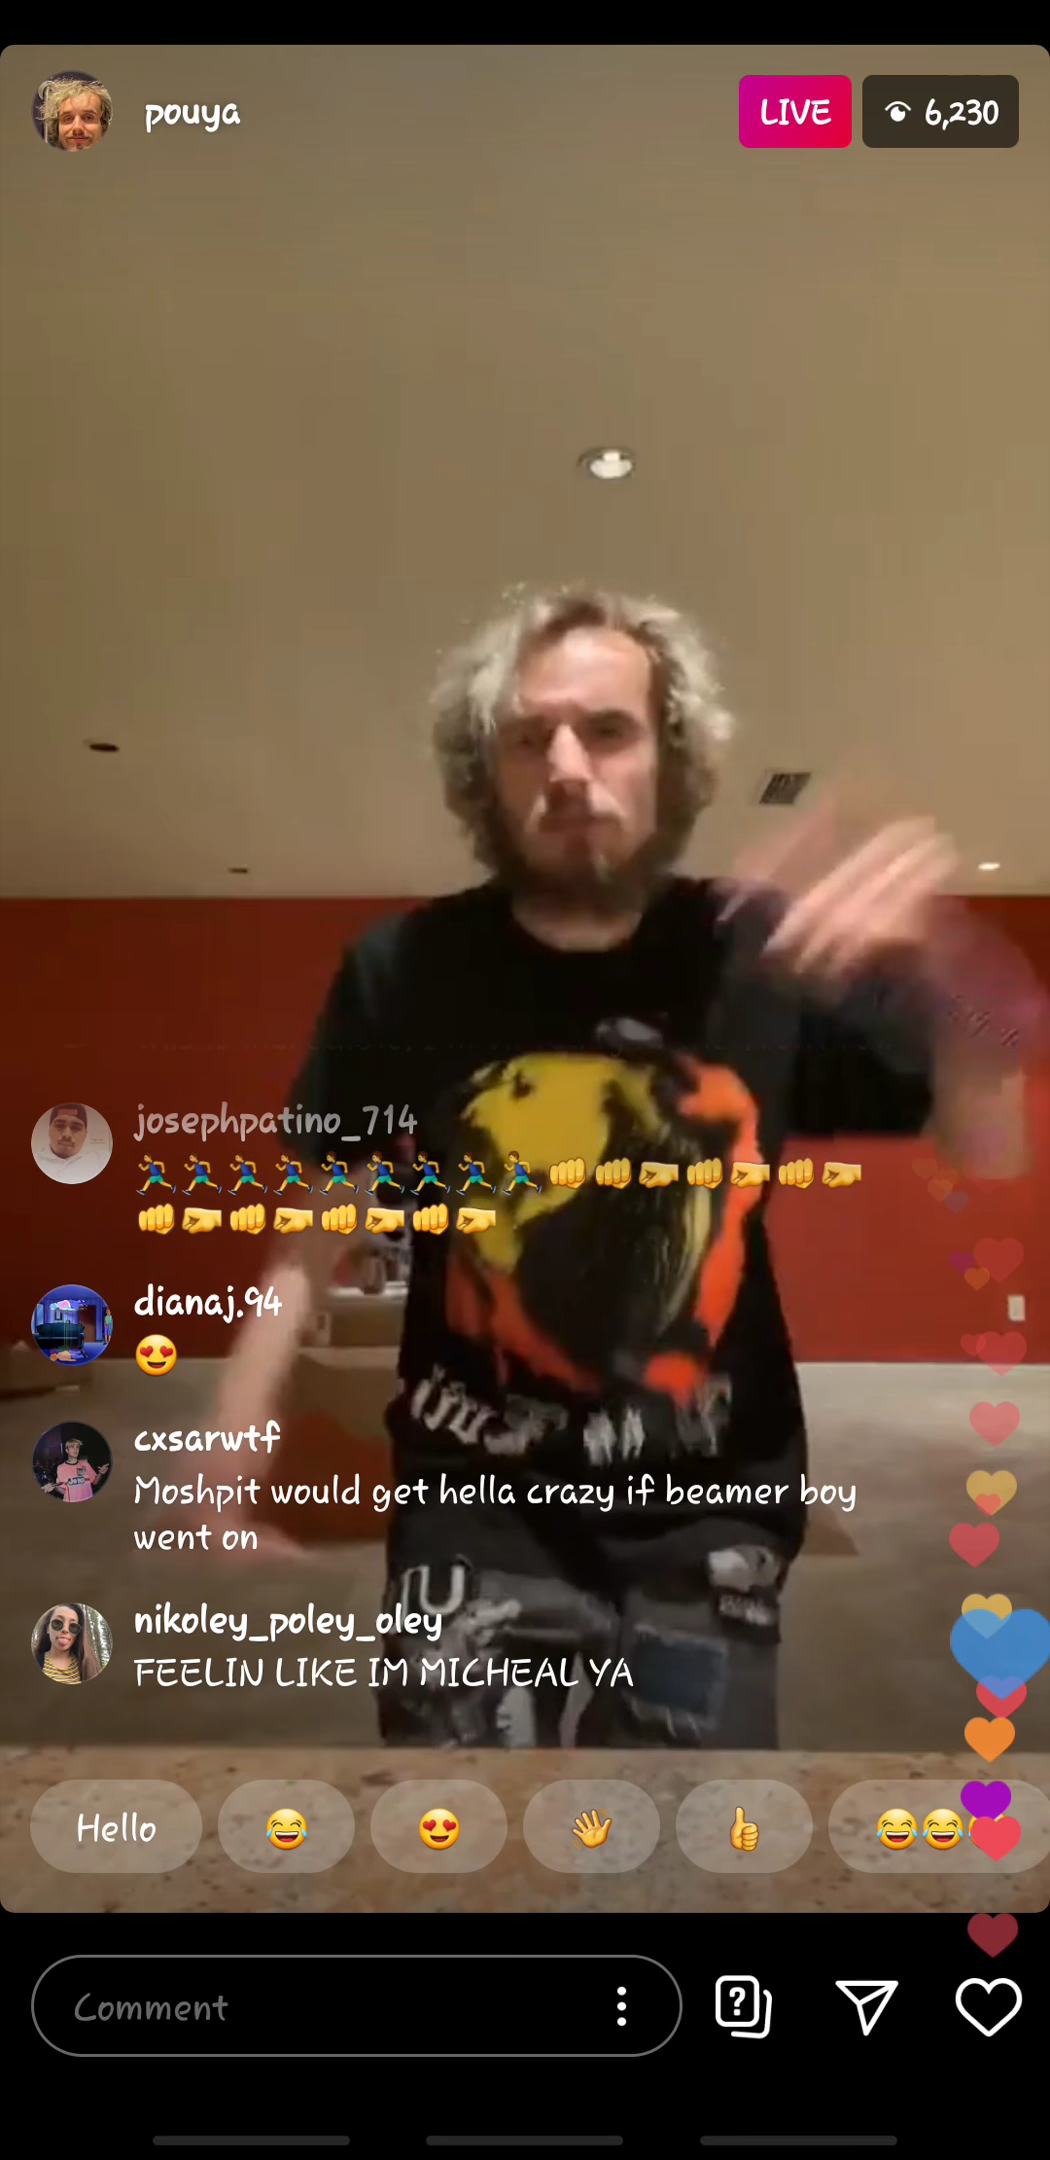 pouya
LIVE
6,230
josephpatino_714
🏃‍♂️🏃‍♂️🏃‍♂️🏃‍♂️🏃‍♂️🏃‍♂️🏃‍♂️🏃‍♂️🏃‍♂️👊👊🤛👊🤛👊🤛
👊🤛👊🤛👊🤛👊🤛
dianaj.94
😍
cxsarwtf
Moshpit would get hella crazy if beamer boy
went on
nikoley_poley_oley
FEELIN LIKE IM MICHEAL YA
Hello 😂 😍 👋 👍 😂😂
Comment